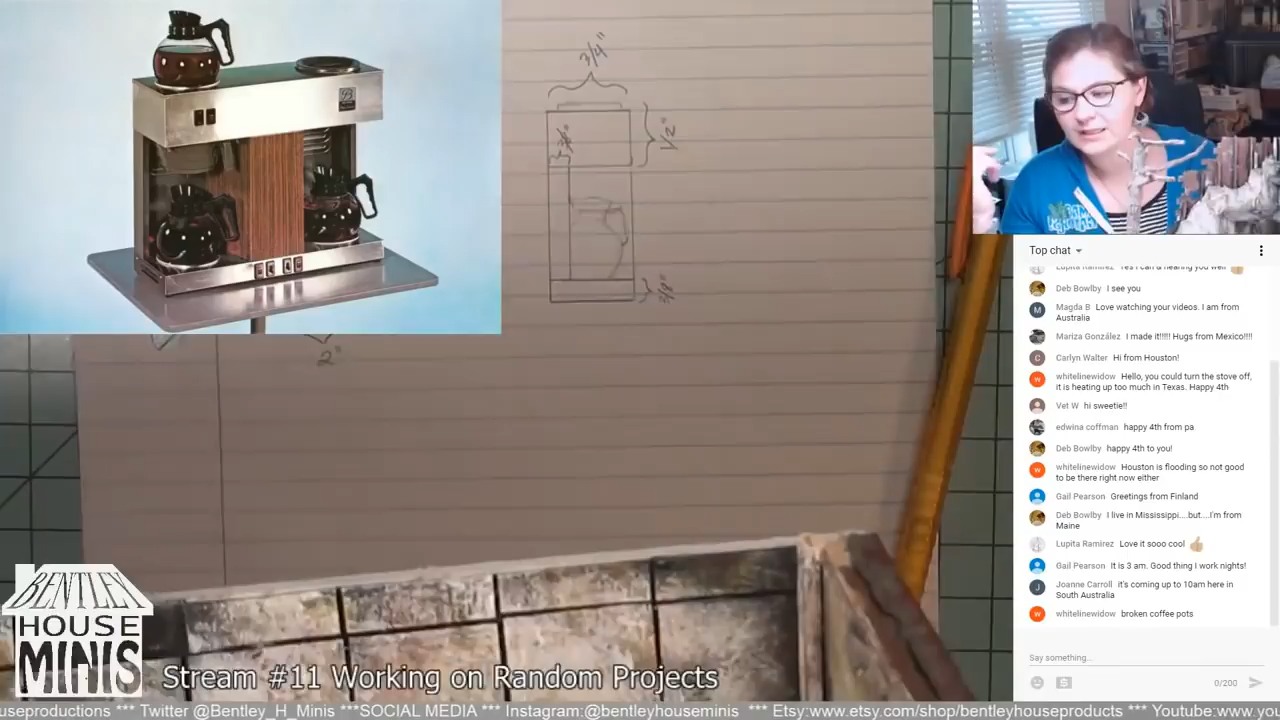 3/4"
1/2"
3/8"
2"
Top chat
Lupita Ramirez Yes I can & hearing you well
Deb Bowlby I see you
Magda B Love watching your videos. I am from
Australia
Mariza González I made it!!!!! Hugs from Mexico!!!!
Carlyn Walter Hi from Houston!
whitelinewidow Hello, you could turn the stove off,
it is heating up too much in Texas. Happy 4th
Vet W hi sweetie!!
edwina coffman happy 4th from pa
Deb Bowlby happy 4th to you!
whitelinewidow Houston is flooding so not good
to be there right now either
Gail Pearson Greetings from Finland
Deb Bowlby I live in Mississippi....but....I'm from
Maine
Lupita Ramirez Love it sooo cool
Gail Pearson It is 3 am. Good thing I work nights!
Joanne Carroll it's coming up to 10am here in
South Australia
whitelinewidow broken coffee pots
Say something...
0/200
BENTLEY
HOUSE
MINIS
Stream #11 Working on Random Projects
euseproductions *** Twitter @Bentley_H_Minis ***SOCIAL MEDIA *** Instagram:@bentleyhouseminis *** Etsy:www.etsy.com/shop/bentleyhouseproducts *** Youtube:www.you